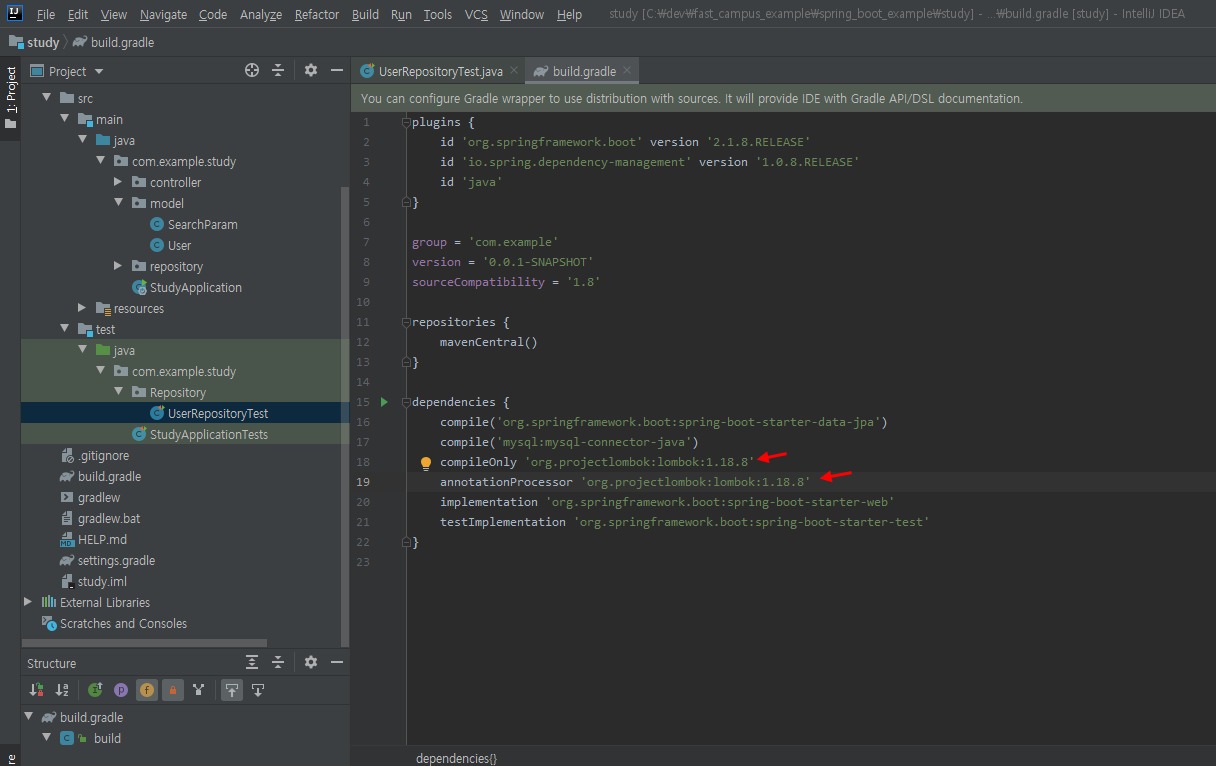 File Edit View Navigate Code Analyze Refactor Build Run Tools VCS Window Help study [C:₩dev₩fast_campus_example₩spring_boot_example₩study] - ...₩build.gradle [study] - IntelliJ IDEA
study build.gradle
1: Project
Project
UserRepositoryTest.java build.gradle
You can configure Gradle wrapper to use distribution with sources. It will provide IDE with Gradle API/DSL documentation.
src
main
java
com.example.study
controller
model
SearchParam
User
repository
StudyApplication
resources
test
java
com.example.study
Repository
UserRepositoryTest
StudyApplicationTests
.gitignore
build.gradle
gradlew
gradlew.bat
HELP.md
settings.gradle
study.iml
External Libraries
Scratches and Consoles
1 plugins {
2 id 'org.springframework.boot' version '2.1.8.RELEASE'
3 id 'io.spring.dependency-management' version '1.0.8.RELEASE'
4 id 'java'
5 }
6
7 group = 'com.example'
8 version = '0.0.1-SNAPSHOT'
9 sourceCompatibility = '1.8'
10
11 repositories {
12 mavenCentral()
13 }
14
15 dependencies {
16 compile('org.springframework.boot:spring-boot-starter-data-jpa')
17 compile('mysql:mysql-connector-java')
18 compileOnly 'org.projectlombok:lombok:1.18.8'
19 annotationProcessor 'org.projectlombok:lombok:1.18.8'
20 implementation 'org.springframework.boot:spring-boot-starter-web'
21 testImplementation 'org.springframework.boot:spring-boot-starter-test'
22 }
23
Structure
build.gradle
build
dependencies{}